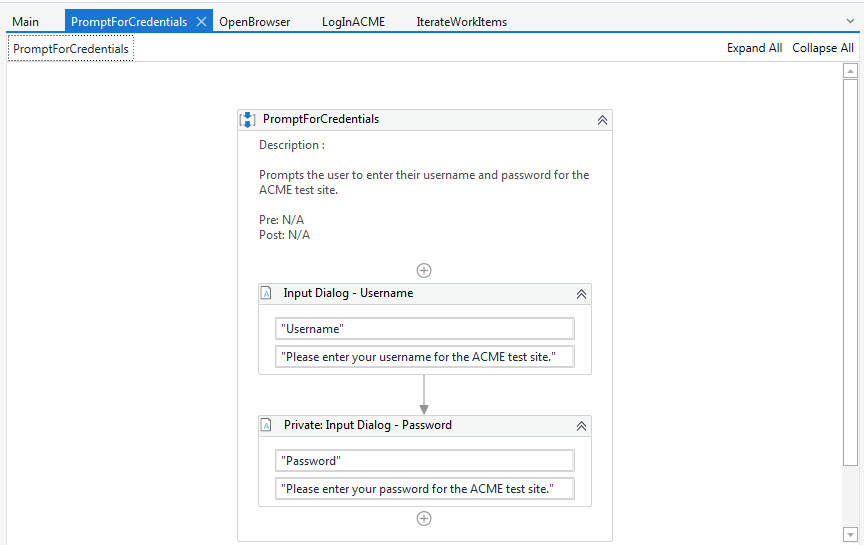 Main PromptForCredentials OpenBrowser LogInACME IterateWorkItems
PromptForCredentials Expand All Collapse All
PromptForCredentials
Description :
Prompts the user to enter their username and password for the
ACME test site.
Pre: N/A
Post: N/A
Input Dialog - Username
"Username"
"Please enter your username for the ACME test site."
Private: Input Dialog - Password
"Password"
"Please enter your password for the ACME test site."